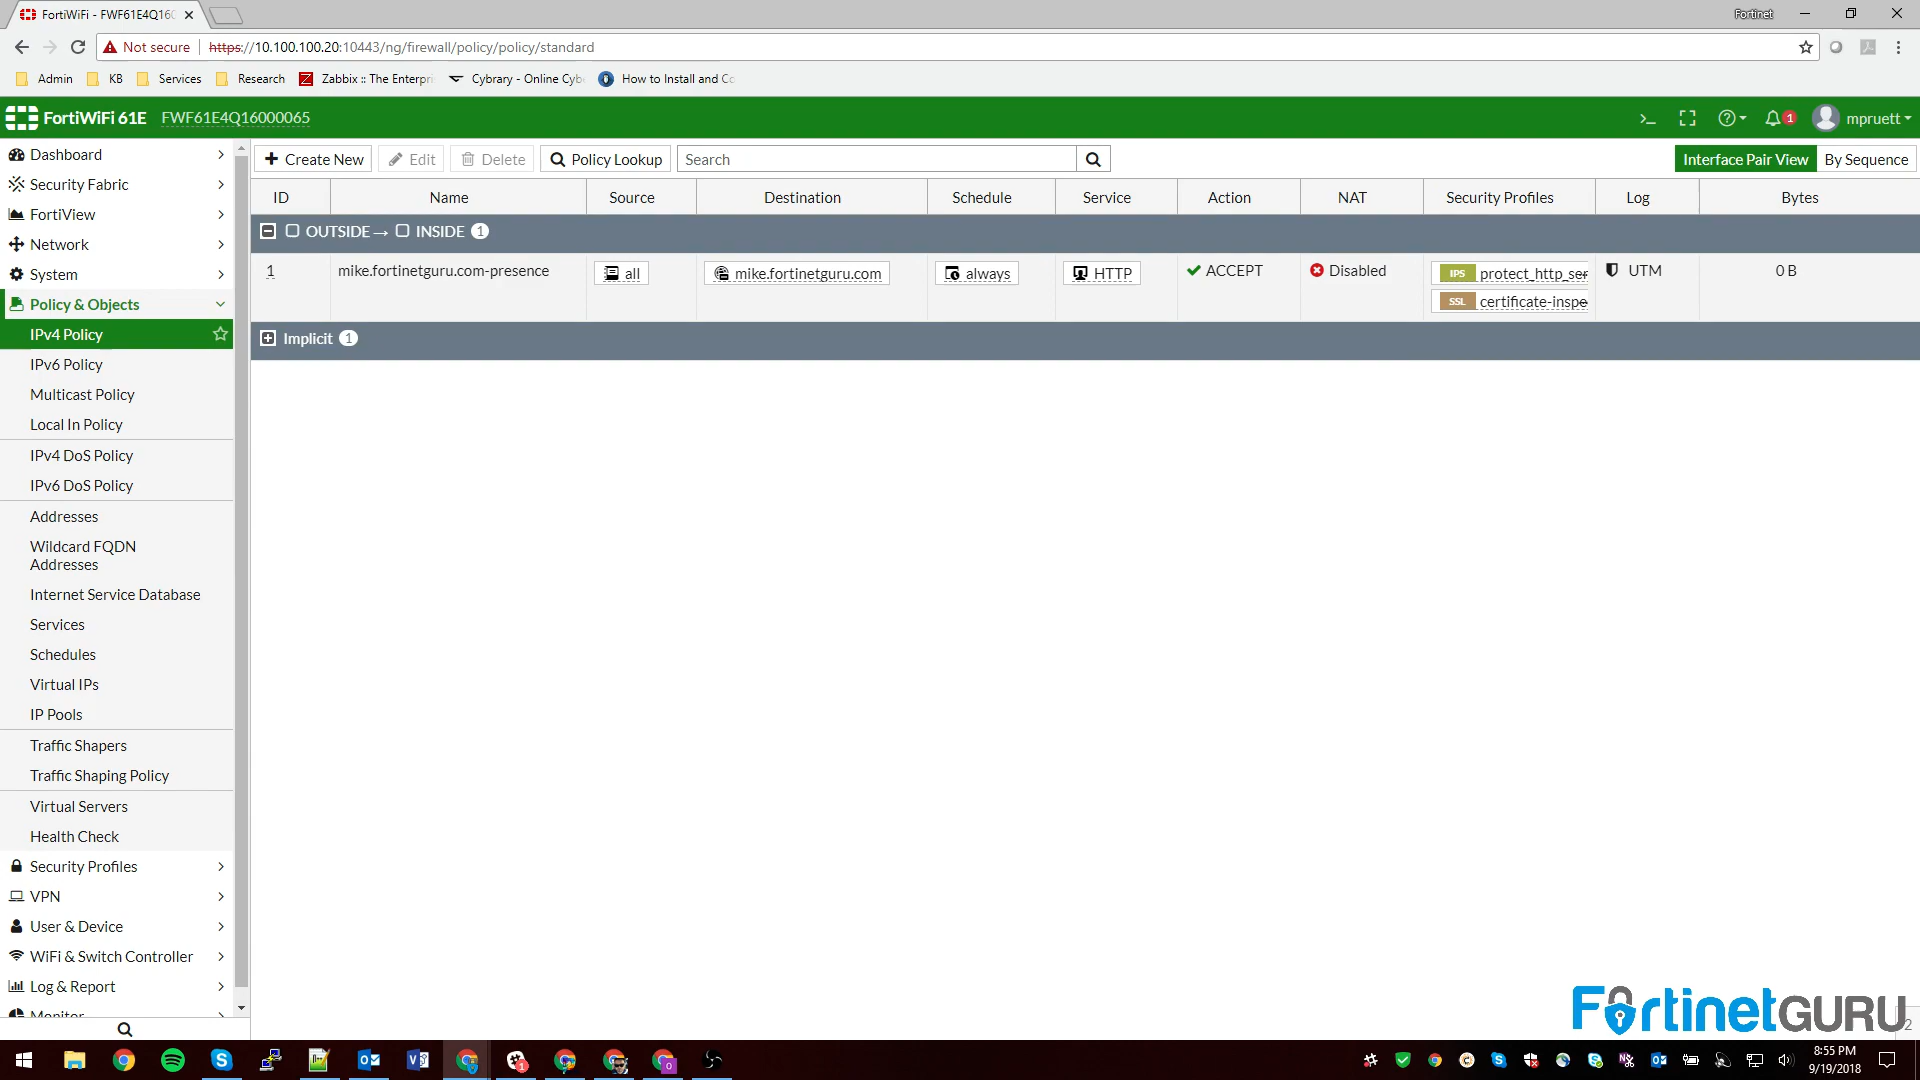 FortiWiFi - FWF61E4Q16
Fortinet
Not secure
https://10.100.100.20:10443/ng/firewall/policy/policy/standard
Admin
KB
Services
Research
Zabbix :: The Enterpri
Cybrary - Online Cybe
How to Install and Co
FortiWiFi 61E
FWF61E4Q16000065
1
mpruett
Dashboard
Security Fabric
FortiView
Network
System
Policy & Objects
IPv4 Policy
IPv6 Policy
Multicast Policy
Local In Policy
IPv4 DoS Policy
IPv6 DoS Policy
Addresses
Wildcard FQDN
Addresses
Internet Service Database
Services
Schedules
Virtual IPs
IP Pools
Traffic Shapers
Traffic Shaping Policy
Virtual Servers
Health Check
Security Profiles
VPN
User & Device
WiFi & Switch Controller
Log & Report
Monitor
Create New
Edit
Delete
Policy Lookup
Search
Interface Pair View
By Sequence
ID Name Source Destination Schedule Service Action NAT Security Profiles Log Bytes
OUTSIDE → INSIDE 1
1 mike.fortinetguru.com-presence all mike.fortinetguru.com always HTTP ACCEPT Disabled IPS protect_http_ser UTM 0 B
SSL certificate-inspe
Implicit 1
FortinetGURU
2
8:55 PM
9/19/2018